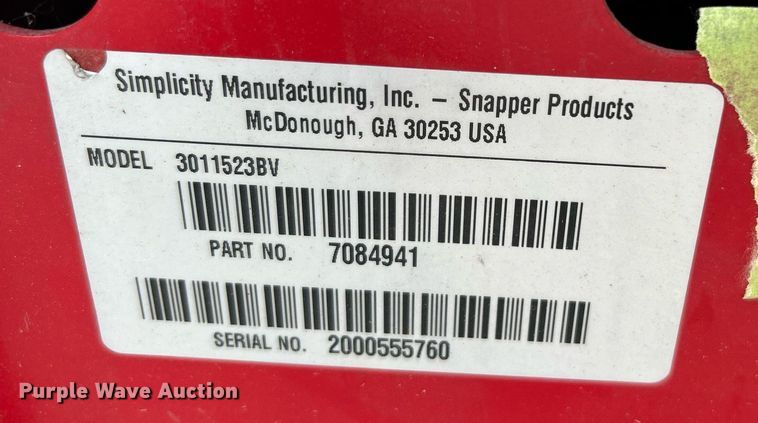 Simplicity Manufacturing, Inc. – Snapper Products
McDonough, GA 30253 USA
MODEL 3011523BV
PART NO. 7084941
SERIAL NO. 2000555760
Purple Wave Auction